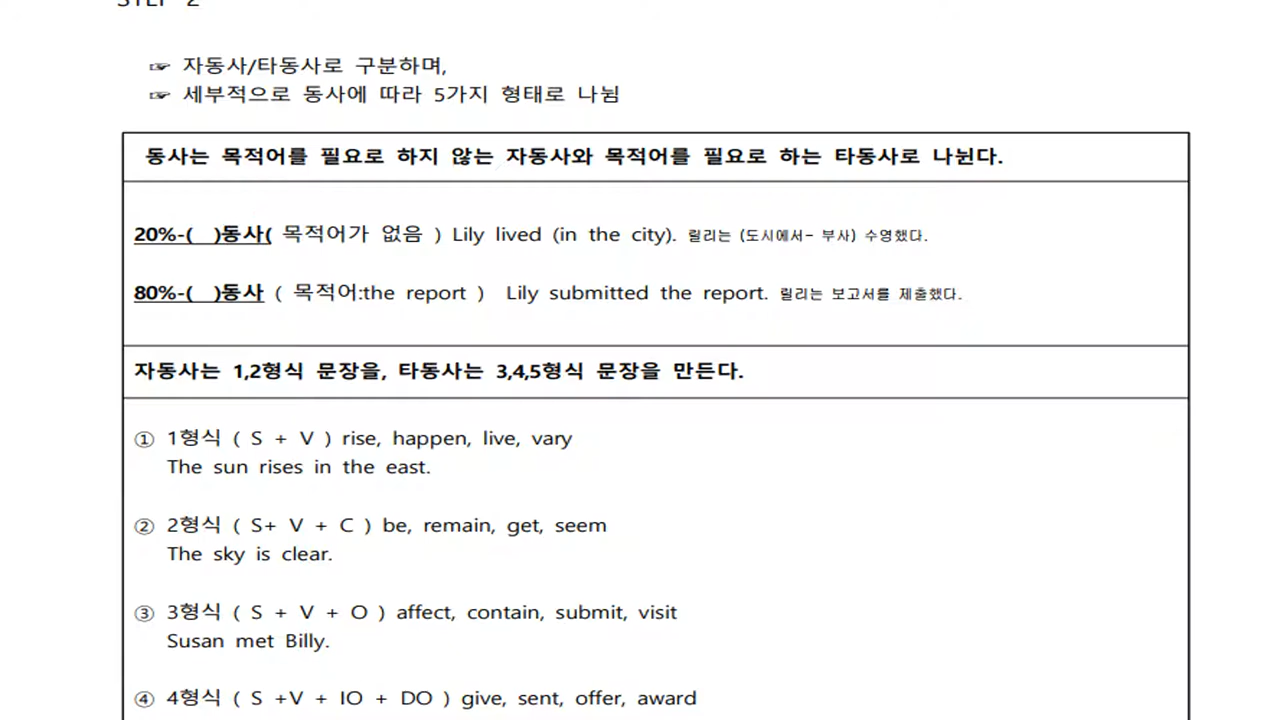 STEP 2
☞ 자동사/타동사로 구분하며,
☞ 세부적으로 동사에 따라 5가지 형태로 나뉨
동사는 목적어를 필요로 하지 않는 자동사와 목적어를 필요로 하는 타동사로 나뉜다.
20%-( )동사( 목적어가 없음 ) Lily lived (in the city). 릴리는 (도시에서- 부사) 수영했다.
80%-( )동사 ( 목적어:the report ) Lily submitted the report. 릴리는 보고서를 제출했다.
자동사는 1,2형식 문장을, 타동사는 3,4,5형식 문장을 만든다.
① 1형식 ( S + V ) rise, happen, live, vary
The sun rises in the east.
② 2형식 ( S+ V + C ) be, remain, get, seem
The sky is clear.
③ 3형식 ( S + V + O ) affect, contain, submit, visit
Susan met Billy.
④ 4형식 ( S +V + IO + DO ) give, sent, offer, award